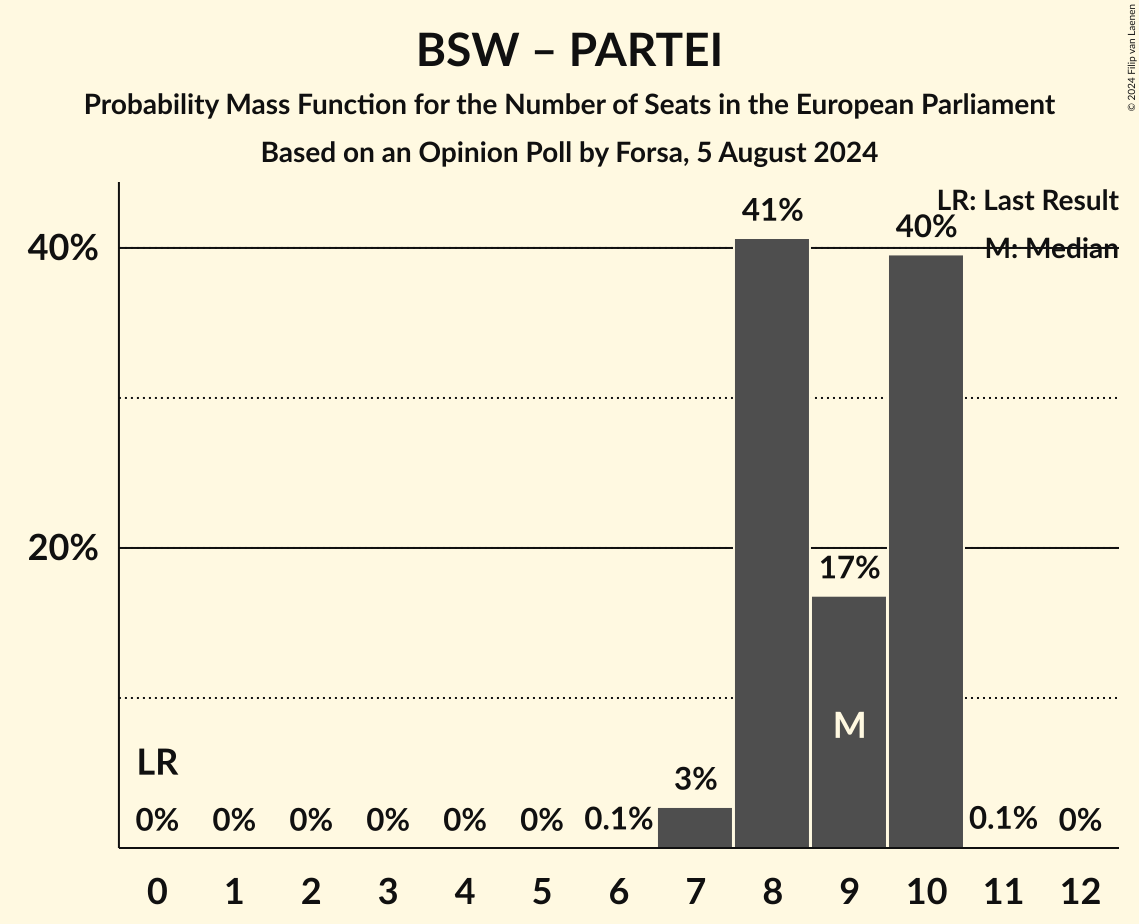 BSW – PARTEI
Probability Mass Function for the Number of Seats in the European Parliament
Based on an Opinion Poll by Forsa, 5 August 2024
© 2024 Filip van Laenen
LR: Last Result
M: Median
41%
40%
40%
20%
17%
M
LR
3%
0% 0% 0% 0% 0% 0% 0.1% 0.1% 0%
0 1 2 3 4 5 6 7 8 9 10 11 12